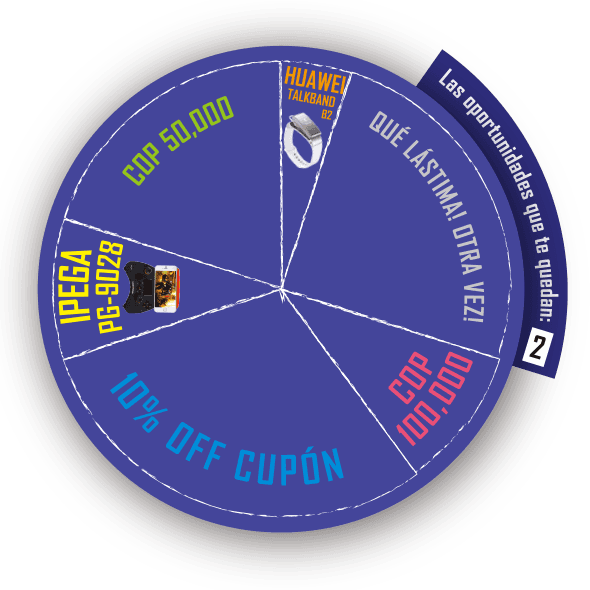 HUAWEI
TALKBAND
B2
QUÉ LÁSTIMA! OTRA VEZ!
Las oportunidades que te quedan: 2
COP
100,000
10% OFF CUPÓN
IPEGA
PG-9028
COP 50,000